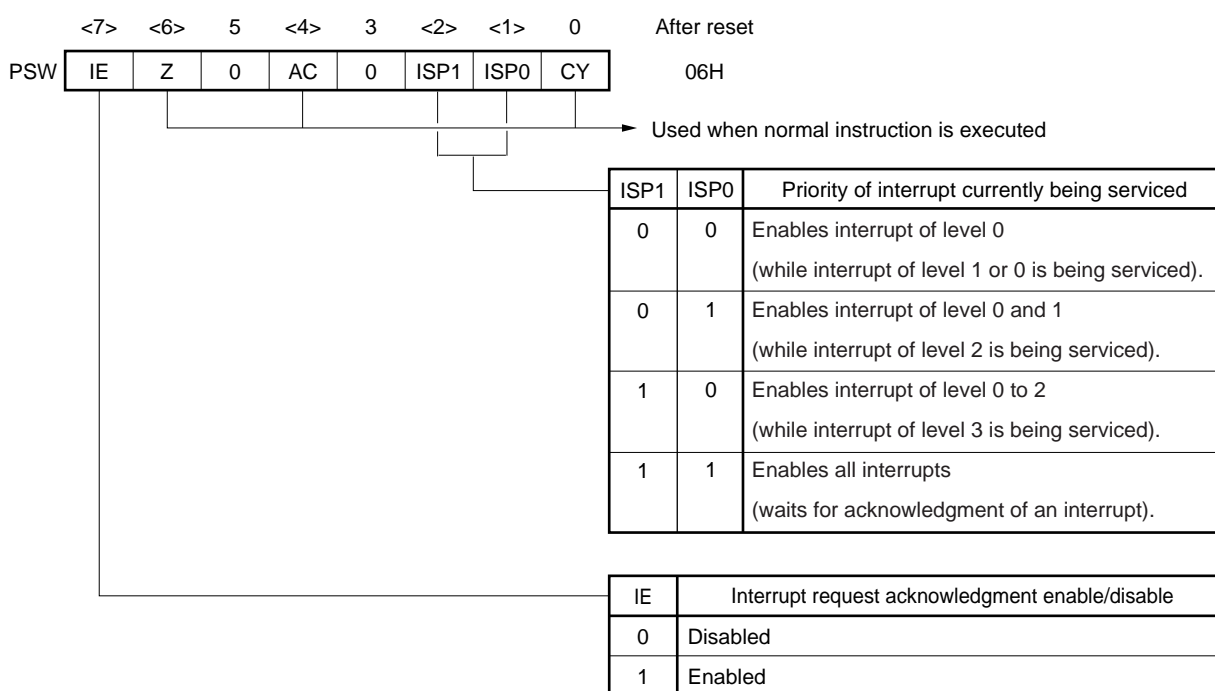 <7> <6> 5 <4> 3 <2> <1> 0 After reset
PSW IE Z 0 AC 0 ISP1 ISP0 CY 06H
Used when normal instruction is executed
ISP1 ISP0 Priority of interrupt currently being serviced
0 0 Enables interrupt of level 0
(while interrupt of level 1 or 0 is being serviced).
0 1 Enables interrupt of level 0 and 1
(while interrupt of level 2 is being serviced).
1 0 Enables interrupt of level 0 to 2
(while interrupt of level 3 is being serviced).
1 1 Enables all interrupts
(waits for acknowledgment of an interrupt).
IE Interrupt request acknowledgment enable/disable
0 Disabled
1 Enabled